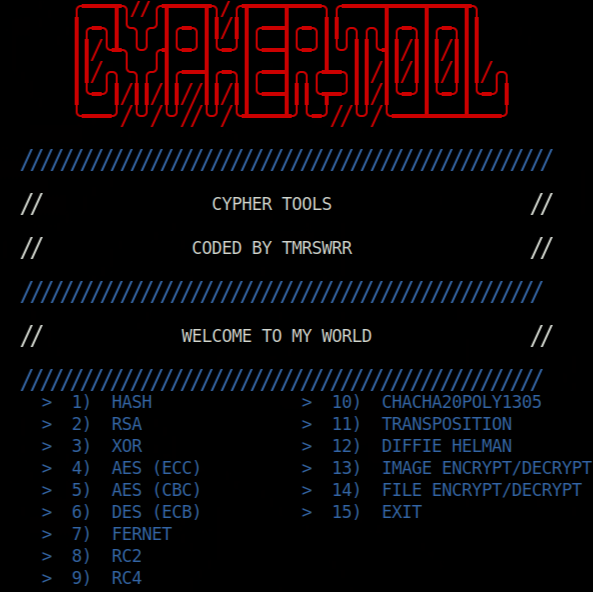 CYPHERTOOL
//////////////////////////////////////////////////////
// CYPHER TOOLS //
// CODED BY TMRSWRR //
/////////////////////////////////////////////////////
// WELCOME TO MY WORLD //
/////////////////////////////////////////////////////
> 1) HASH > 10) CHACHA20POLY1305
> 2) RSA > 11) TRANSPOSITION
> 3) XOR > 12) DIFFIE HELMAN
> 4) AES (ECC) > 13) IMAGE ENCRYPT/DECRYPT
> 5) AES (CBC) > 14) FILE ENCRYPT/DECRYPT
> 6) DES (ECB) > 15) EXIT
> 7) FERNET
> 8) RC2
> 9) RC4